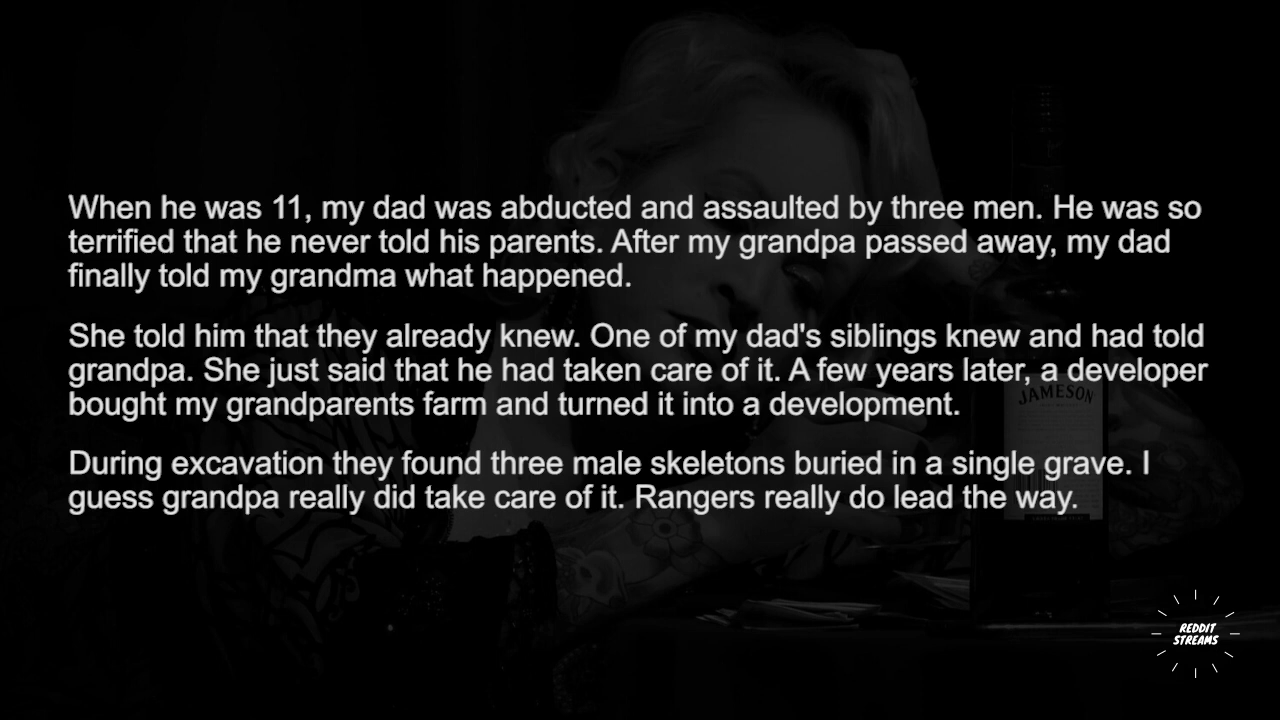 When he was 11, my dad was abducted and assaulted by three men. He was so
terrified that he never told his parents. After my grandpa passed away, my dad
finally told my grandma what happened.
She told him that they already knew. One of my dad's siblings knew and had told
grandpa. She just said that he had taken care of it. A few years later, a developer
bought my grandparents farm and turned it into a development.
JAMESON
During excavation they found three male skeletons buried in a single grave. I
guess grandpa really did take care of it. Rangers really do lead the way.
REDDIT
STREAMS